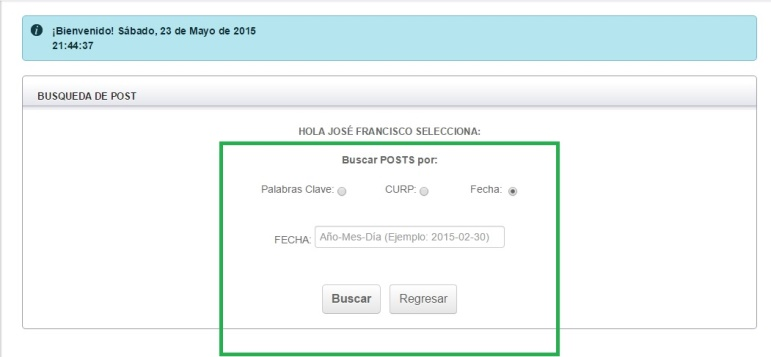 ¡Bienvenido! Sábado, 23 de Mayo de 2015
21:44:37
BUSQUEDA DE POST
HOLA JOSÉ FRANCISCO SELECCIONA:
Buscar POSTS por:
Palabras Clave: CURP: Fecha:
FECHA: Año-Mes-Día (Ejemplo: 2015-02-30)
Buscar Regresar